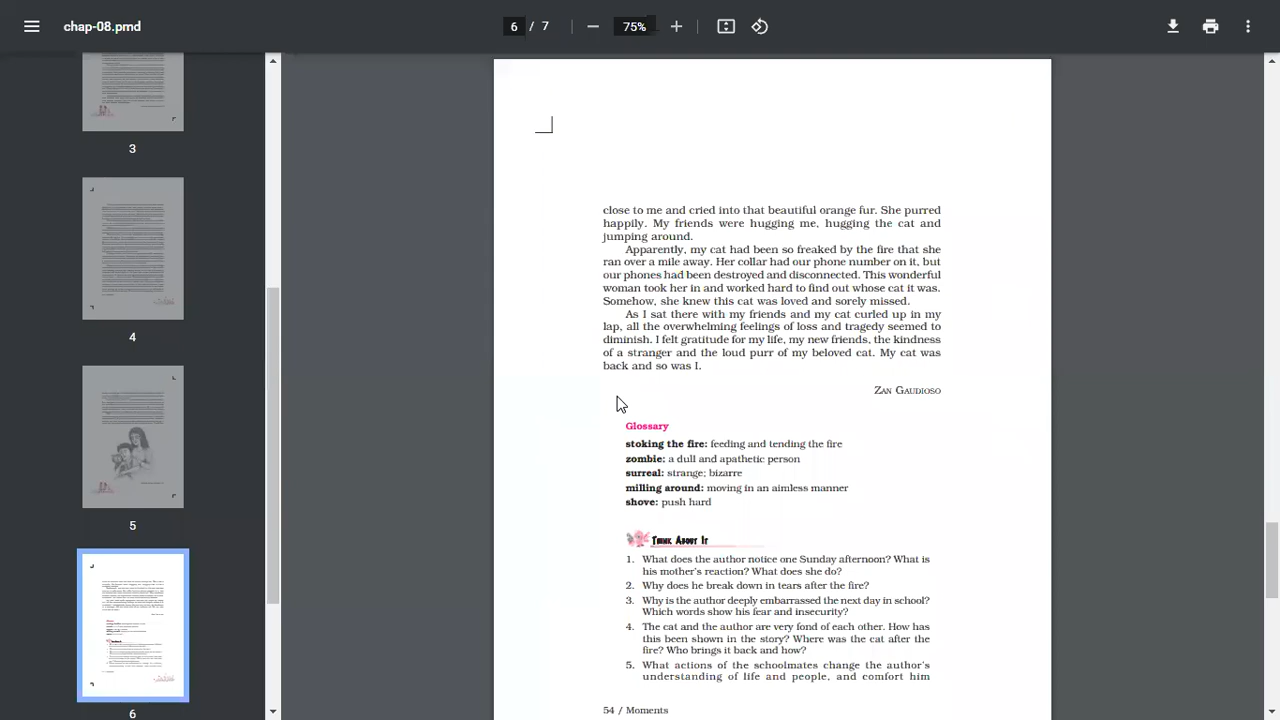 chap-08.pmd
6 / 7
75%
3
4
5
6
close to me and cried into that beautiful orange fur. She purred
happily. My friends were hugging me, hugging the cat and
jumping around.
Apparently, my cat had been so freaked by the fire that she
ran over a mile away. Her collar had our phone number on it, but
our phones had been destroyed and disconnected. This wonderful
woman took her in and worked hard to find out whose cat it was.
Somehow, she knew this cat was loved and sorely missed.
As I sat there with my friends and my cat curled up in my
lap, all the overwhelming feelings of loss and tragedy seemed to
diminish. I felt gratitude for my life, my new friends, the kindness
of a stranger and the loud purr of my beloved cat. My cat was
back and so was I.
Zan Gaudioso
Glossary
stoking the fire: feeding and tending the fire
zombie: a dull and apathetic person
surreal: strange; bizarre
milling around: moving in an aimless manner
shove: push hard
Think About It
1. What does the author notice one Sunday afternoon? What is
his mother's reaction? What does she do?
2. Why does he break down in tears after the fire?
3. Why is the author deeply embarrassed the next day in school?
Which words show his fear and insecurity?
4. The cat and the author are very fond of each other. How has
this been shown in the story? Where was the cat after the
fire? Who brings it back and how?
5. What actions of the schoolmates change the author's
understanding of life and people, and comfort him
54 / Moments